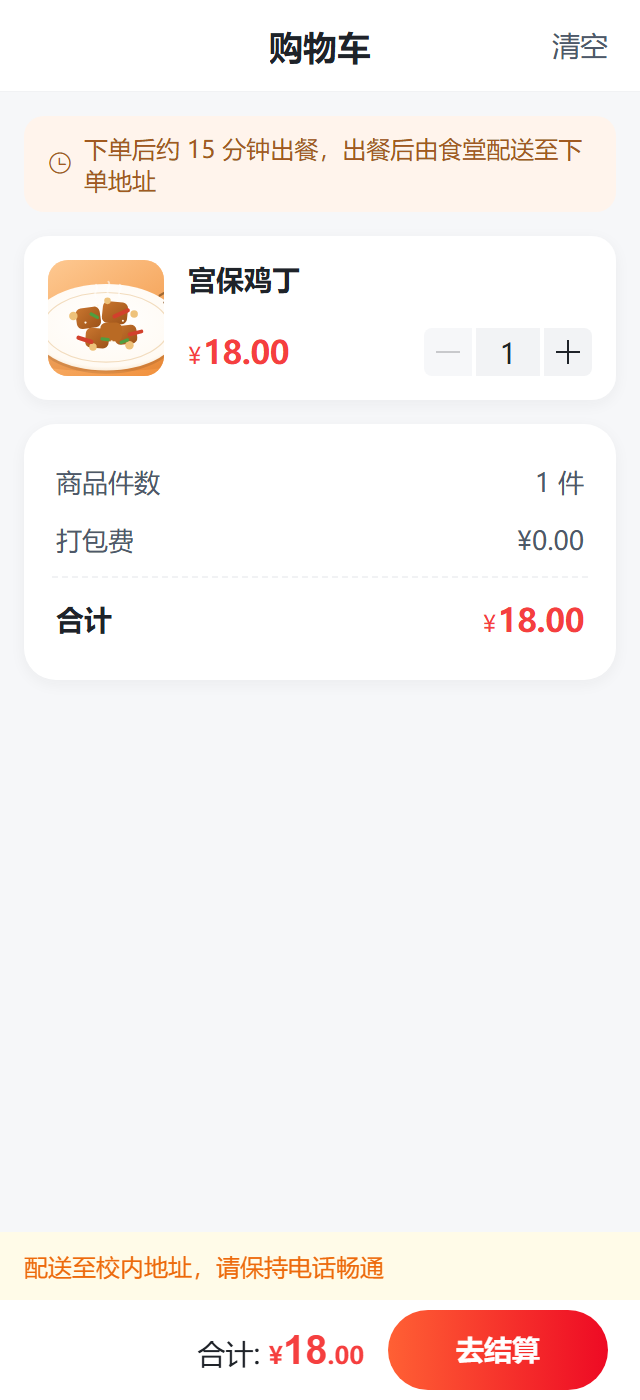 购物车
清空
下单后约 15 分钟出餐，出餐后由食堂配送至下
单地址
宫保鸡丁
¥18.00
1
商品件数
1 件
打包费
¥0.00
合计
¥18.00
配送至校内地址，请保持电话畅通
合计: ¥18.00
去结算